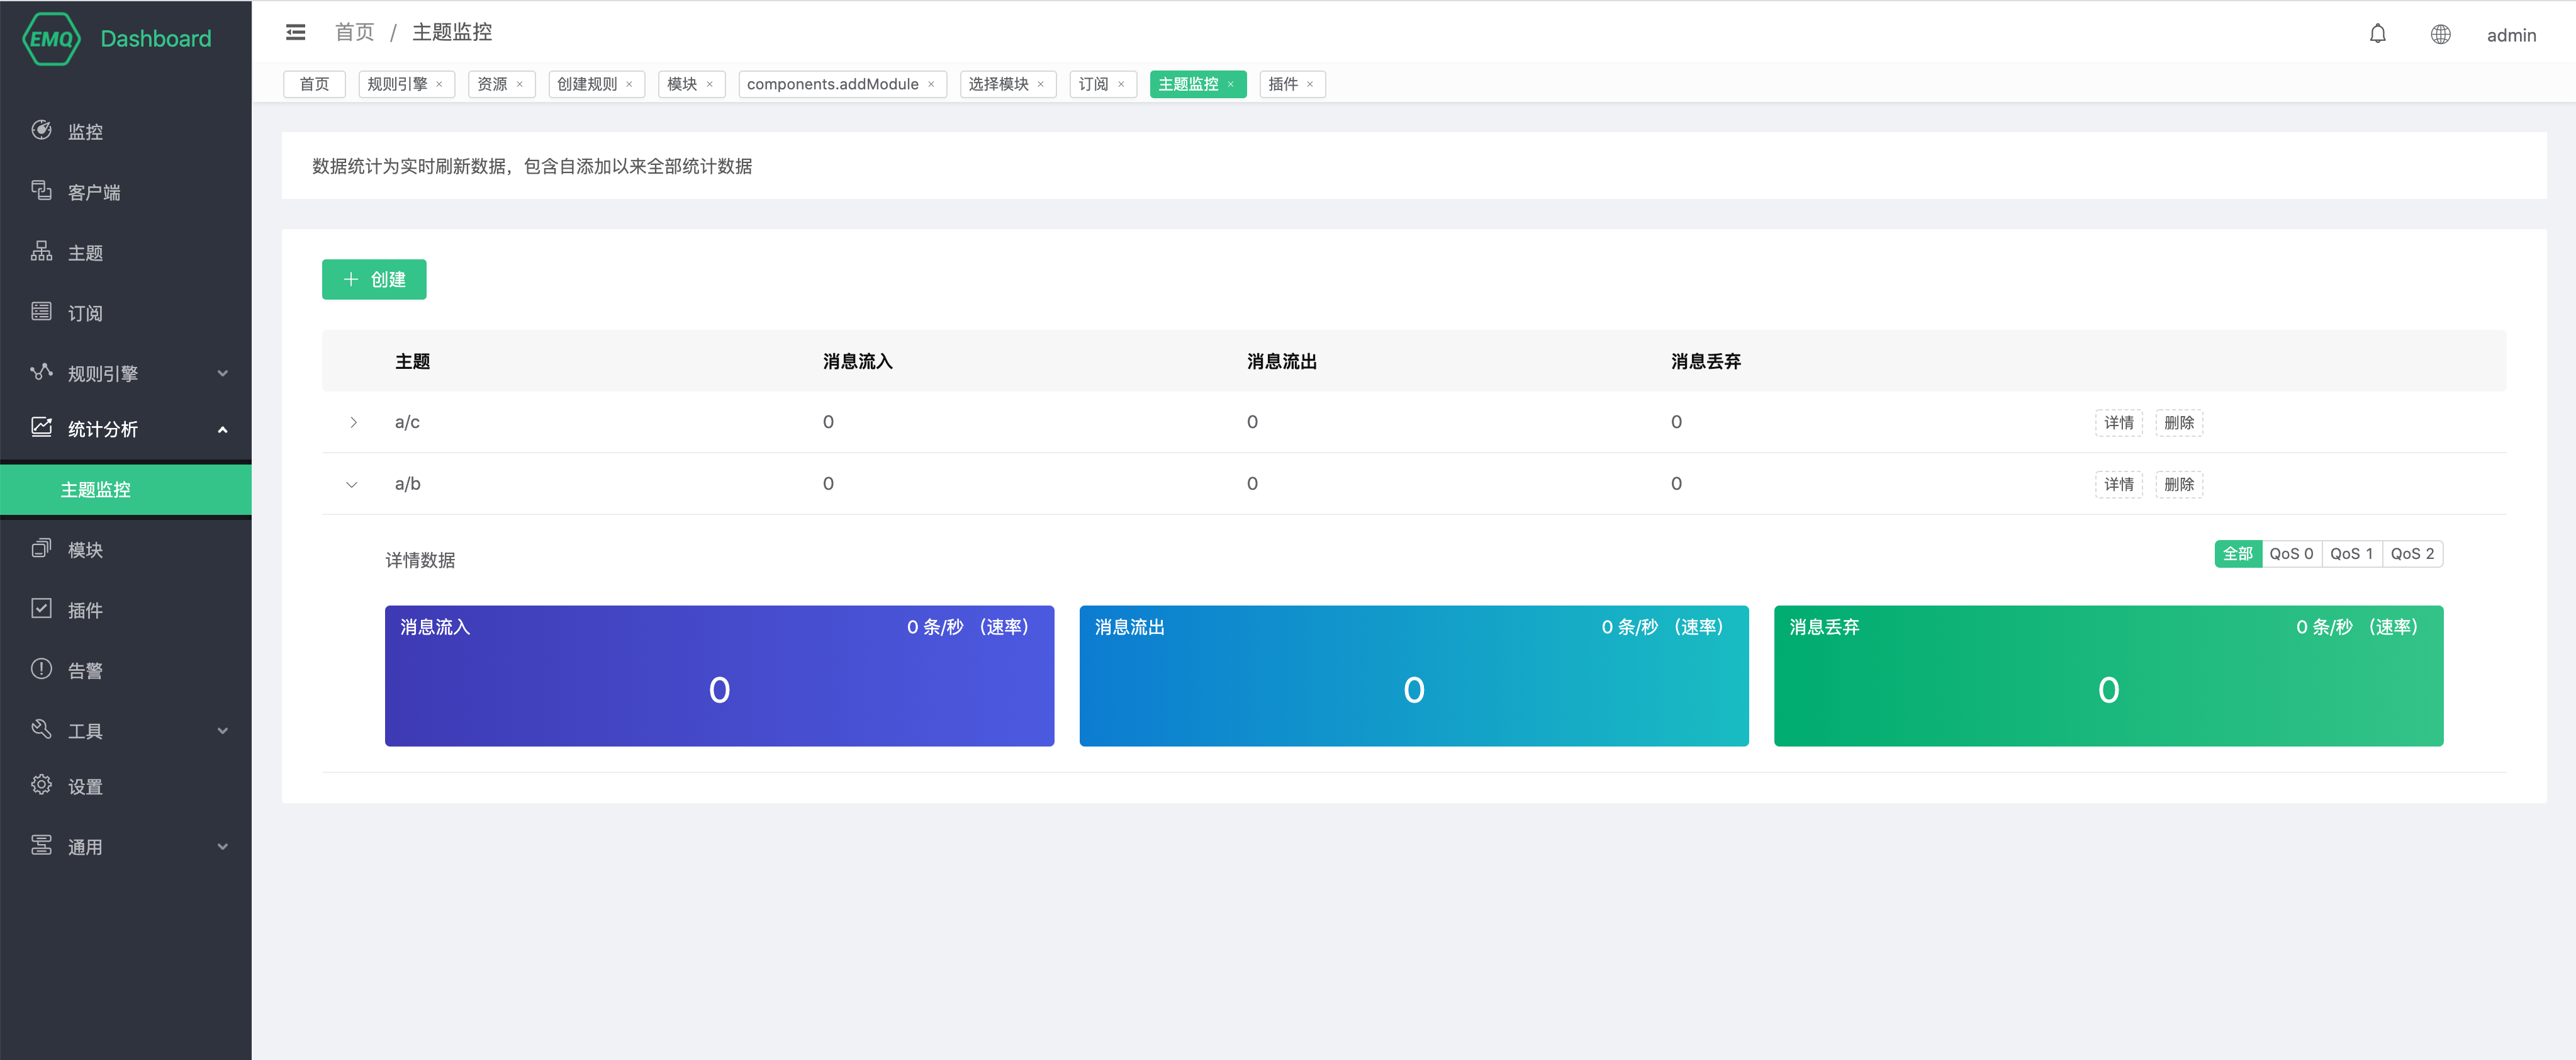 EMQ Dashboard
监控
客户端
主题
订阅
规则引擎
统计分析
主题监控
模块
插件
告警
工具
设置
通用
首页 / 主题监控
admin
首页 规则引擎 × 资源 × 创建规则 × 模块 × components.addModule × 选择模块 × 订阅 × 主题监控 × 插件 ×
数据统计为实时刷新数据，包含自添加以来全部统计数据
+ 创建
主题 消息流入 消息流出 消息丢弃
a/c 0 0 0 详情 删除
a/b 0 0 0 详情 删除
详情数据 全部 QoS 0 QoS 1 QoS 2
消息流入 0 条/秒 （速率）
0
消息流出 0 条/秒 （速率）
0
消息丢弃 0 条/秒 （速率）
0